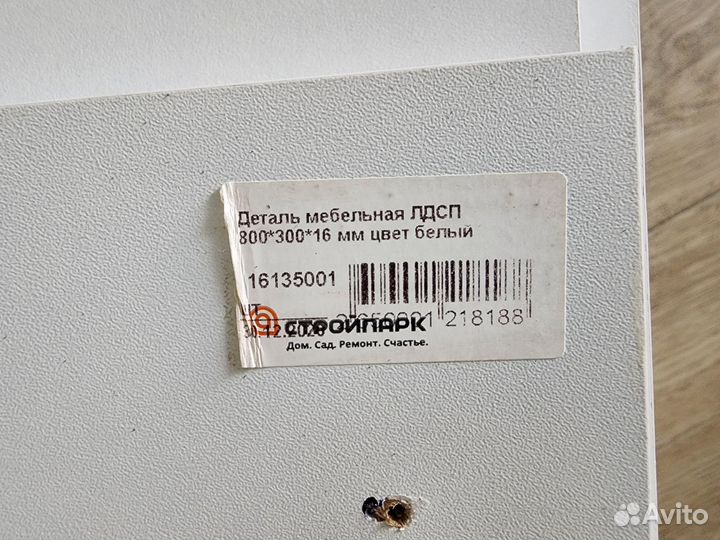 Деталь мебельная ЛДСП
800*300*16 мм цвет белый
16135001
218188
СТРОЙПАРК
Дом. Сад. Ремонт. Счастье.
Avito